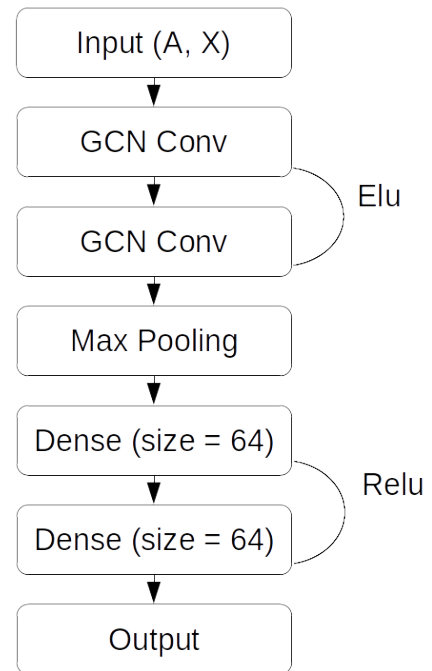 Input (A, X)
GCN Conv
Elu
GCN Conv
Max Pooling
Dense (size = 64)
Relu
Dense (size = 64)
Output